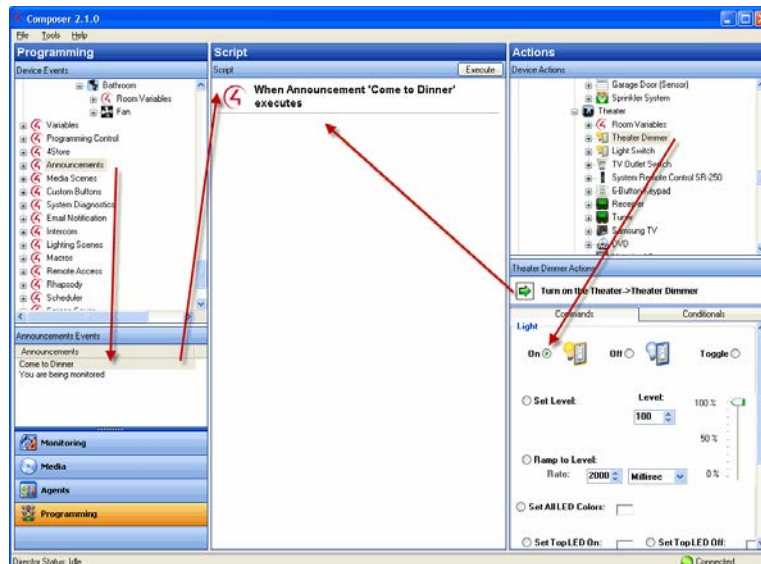 Composer 2.1.0
File Tools Help
Programming
Device Events
Bathroom
Room Variables
Fan
Variables
Programming Control
4Store
Announcements
Media Scenes
Custom Buttons
System Diagnostics
Email Notification
Intercom
Lighting Scenes
Macros
Remote Access
Rhapsody
Scheduler
Announcements Events
Announcements
Come to Dinner
You are being monitored
Monitoring
Media
Agents
Programming
Script
Script Execute
When Announcement 'Come to Dinner'
executes
Actions
Device Actions
Garage Door (Sensor)
Sprinkler System
Theater
Room Variables
Theater Dimmer
Light Switch
TV Outlet Switch
System Remote Control SR-250
6-Button Keypad
Receiver
Tuner
Samsung TV
DVD
Theater Dimmer Actions
Turn on the Theater->Theater Dimmer
Commands Conditionals
Light
On Off Toggle
Set Level: Level: 100 %
100
50 %
Ramp to Level:
Rate: 2000 Millisec 0 %
Set All LED Colors:
Set Top LED On: Set Top LED Off:
Director Status: Idle Connected